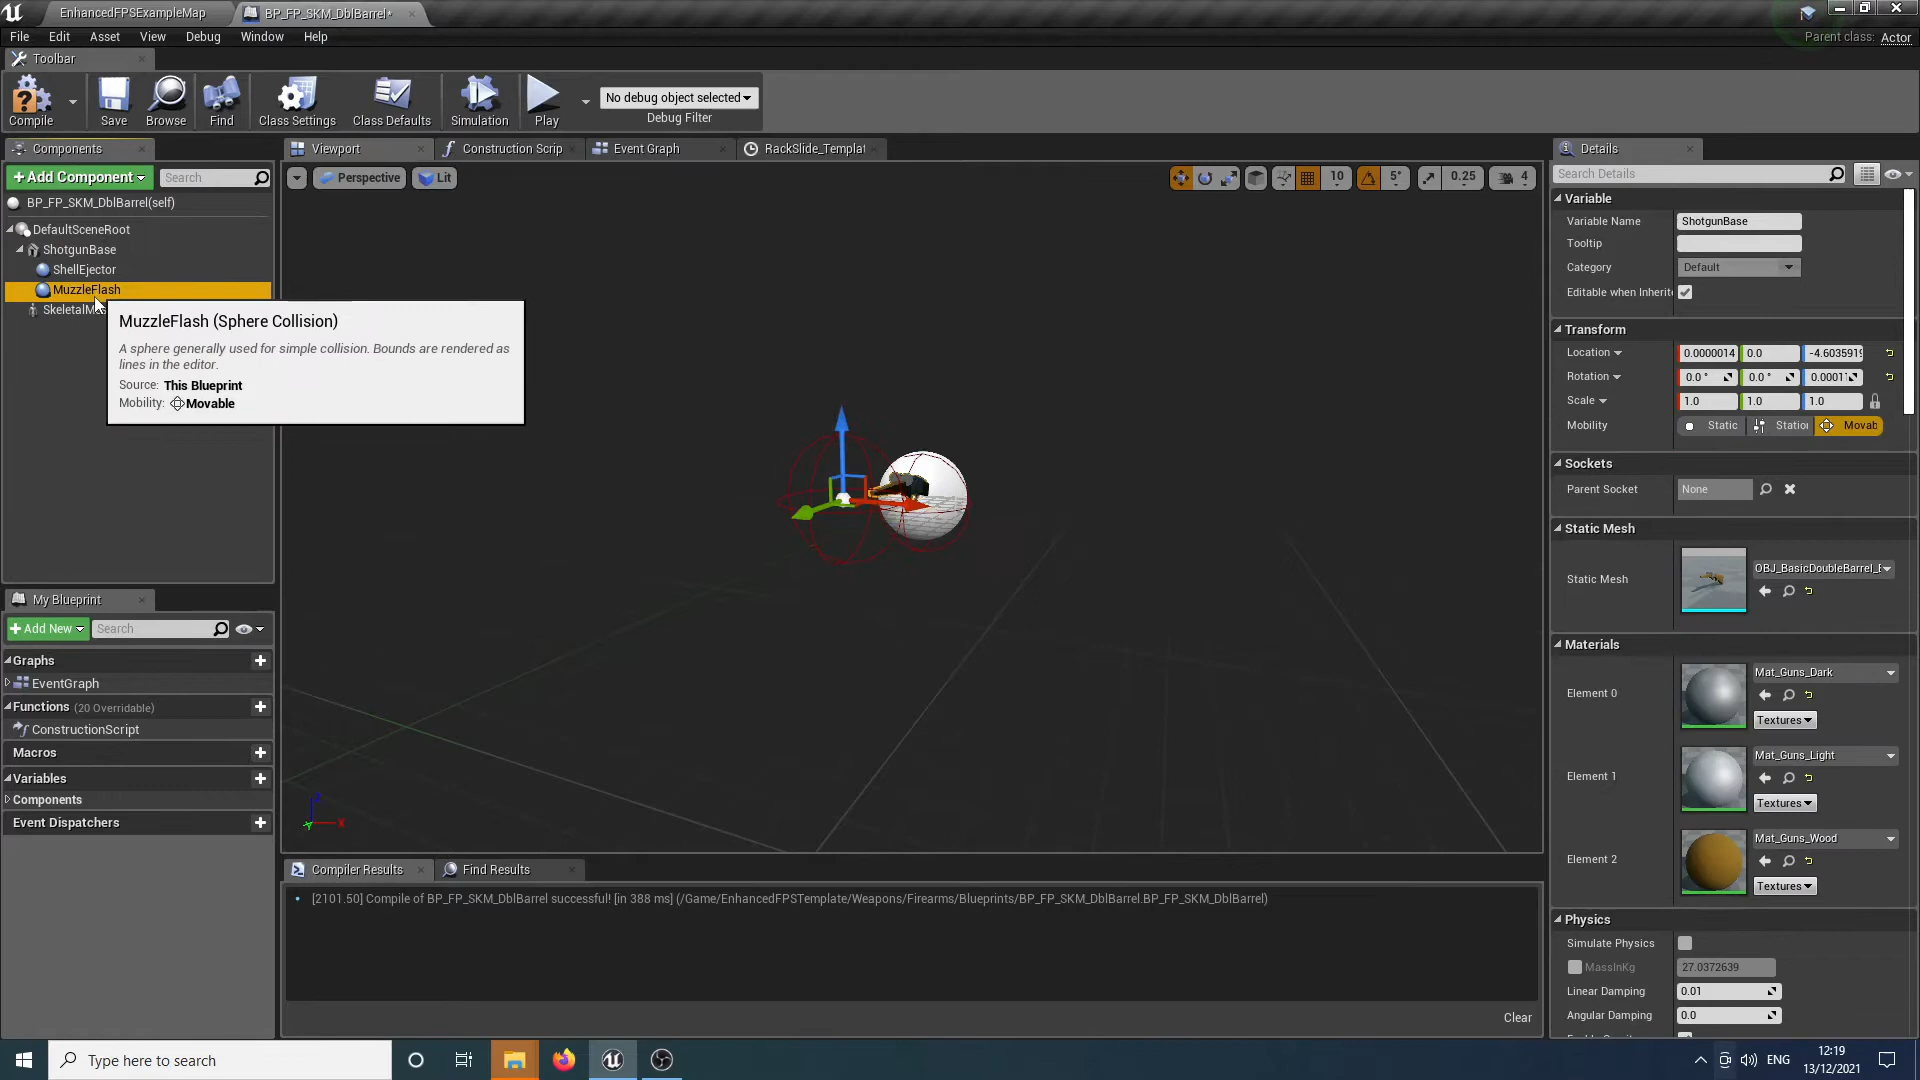 EnhancedFPSExampleMap
BP_FP_SKM_DblBarrel*
File Edit Asset View Debug Window Help
Parent class: Actor
Toolbar
Compile Save Browse Find Class Settings Class Defaults Simulation Play
No debug object selected
Debug Filter
Components
Viewport Construction Scrip Event Graph RackSlide_Templat
Details
+ Add Component
Search
Perspective Lit
10 5° 0.25 4
Search Details
BP_FP_SKM_DblBarrel(self)
DefaultSceneRoot
ShotgunBase
ShellEjector
MuzzleFlash
MuzzleFlash (Sphere Collision)
A sphere generally used for simple collision. Bounds are rendered as
lines in the editor.
Source: This Blueprint
Mobility: Movable
Variable
Variable Name ShotgunBase
Tooltip
Category Default
Editable when Inherit
Transform
Location 0.0000014 0.0 -4.6035919
Rotation 0.0 ° 0.0 ° 0.0001
Scale 1.0 1.0 1.0
Mobility Static Station Movab
Sockets
Parent Socket None
Static Mesh
Static Mesh OBJ_BasicDoubleBarrel_
Materials
Element 0 Mat_Guns_Dark
Textures
Element 1 Mat_Guns_Light
Textures
Element 2 Mat_Guns_Wood
Textures
Physics
Simulate Physics
MassInKg 27.0372639
Linear Damping 0.01
Angular Damping 0.0
My Blueprint
+ Add New
Search
Graphs
EventGraph
Functions (20 Overridable)
ConstructionScript
Macros
Variables
Components
Event Dispatchers
X
Compiler Results Find Results
[2101.50] Compile of BP_FP_SKM_DblBarrel successful! [in 388 ms] (/Game/EnhancedFPSTemplate/Weapons/Firearms/Blueprints/BP_FP_SKM_DblBarrel.BP_FP_SKM_DblBarrel)
Clear
Type here to search
ENG
12:19
13/12/2021